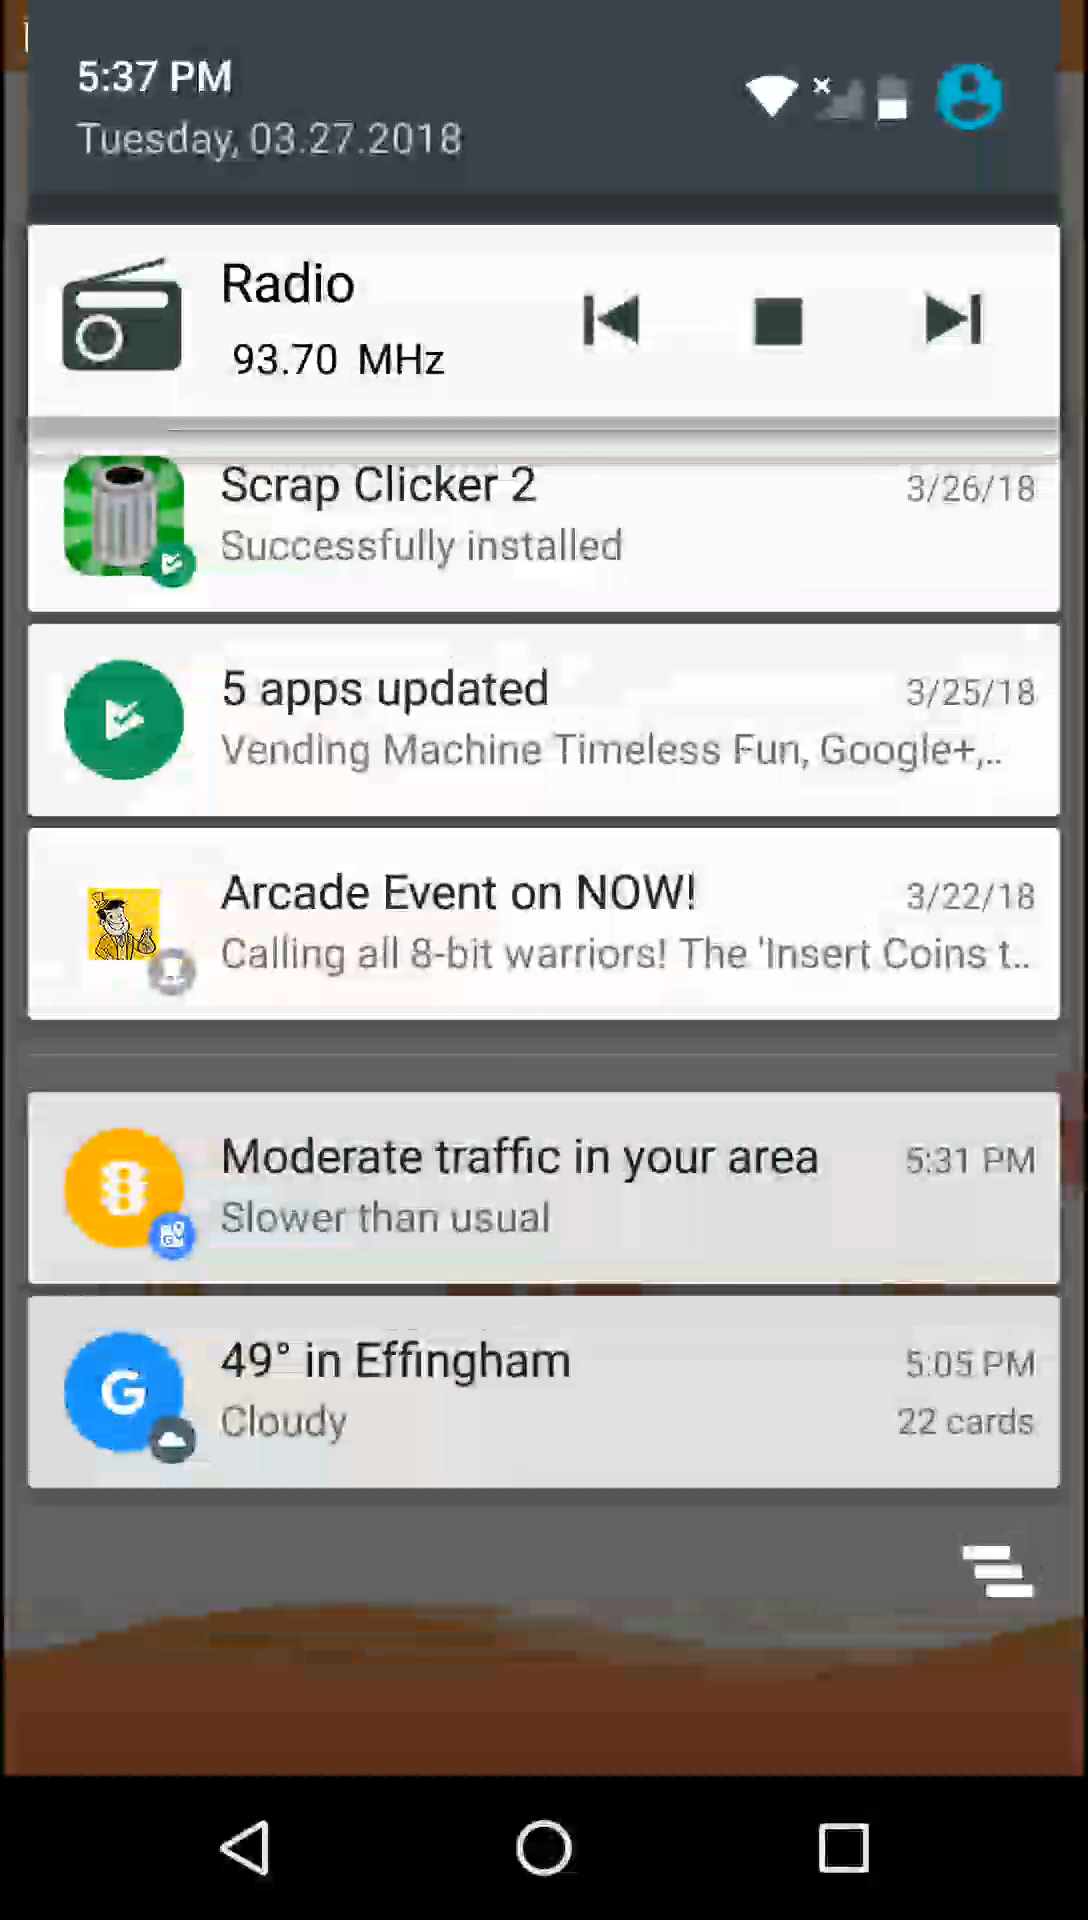 5:37 PM
Tuesday, 03.27.2018
Radio
93.70 MHz
Scrap Clicker 2 3/26/18
Successfully installed
5 apps updated 3/25/18
Vending Machine Timeless Fun, Google+,..
Arcade Event on NOW! 3/22/18
Calling all 8-bit warriors! The 'Insert Coins t..
Moderate traffic in your area 5:31 PM
Slower than usual
49° in Effingham 5:05 PM
Cloudy 22 cards